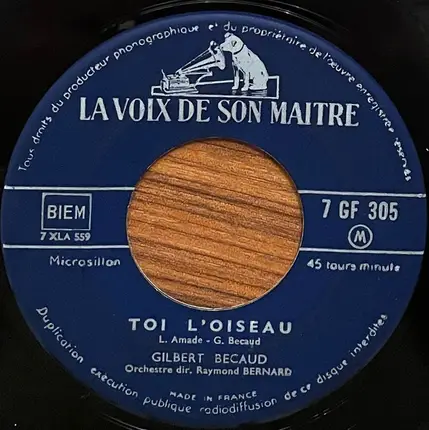 Tous droits du producteur phonographique et du propriétaire de l'œuvre enregistrée réservés
LA VOIX DE SON MAITRE
BIEM
7 XLA 559
7 GF 305
M
Microsillon
45 tours minute
TOI L'OISEAU
L. Amade - G. Becaud
GILBERT BECAUD
Orchestre dir. Raymond BERNARD
MADE IN FRANCE
Duplication exécution publique radiodiffusion de ce disque interdites